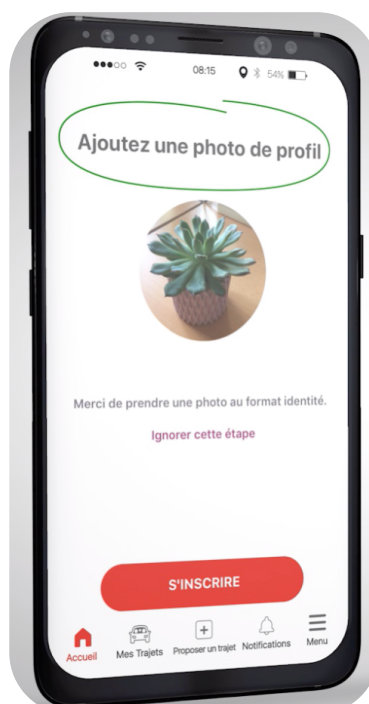 08:15 54%
Ajoutez une photo de profil
Merci de prendre une photo au format identité.
Ignorer cette étape
S'INSCRIRE
Accueil Mes Trajets Proposer un trajet Notifications Menu